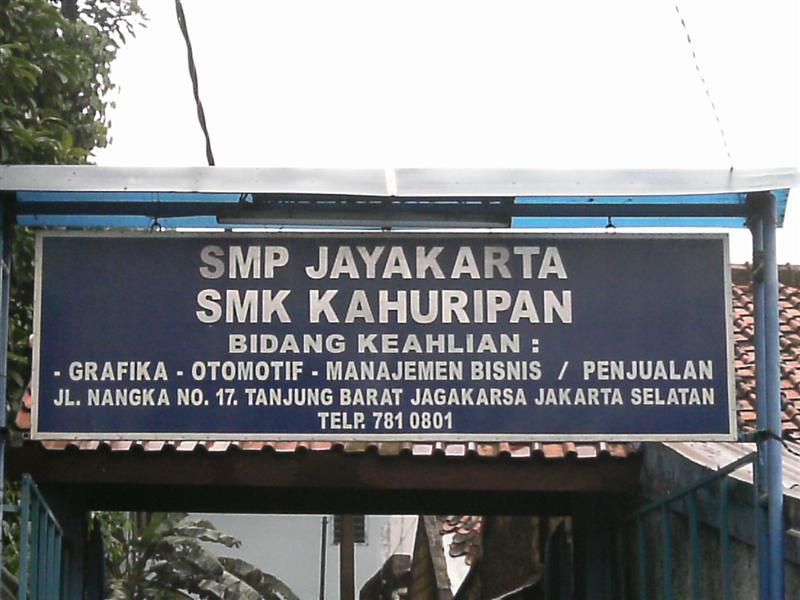 SMP JAYAKARTA
SMK KAHURIPAN
BIDANG KEAHLIAN :
- GRAFIKA - OTOMOTIF - MANAJEMEN BISNIS / PENJUALAN
JL. NANGKA NO. 17. TANJUNG BARAT JAGAKARSA JAKARTA SELATAN
TELP. 781 0801